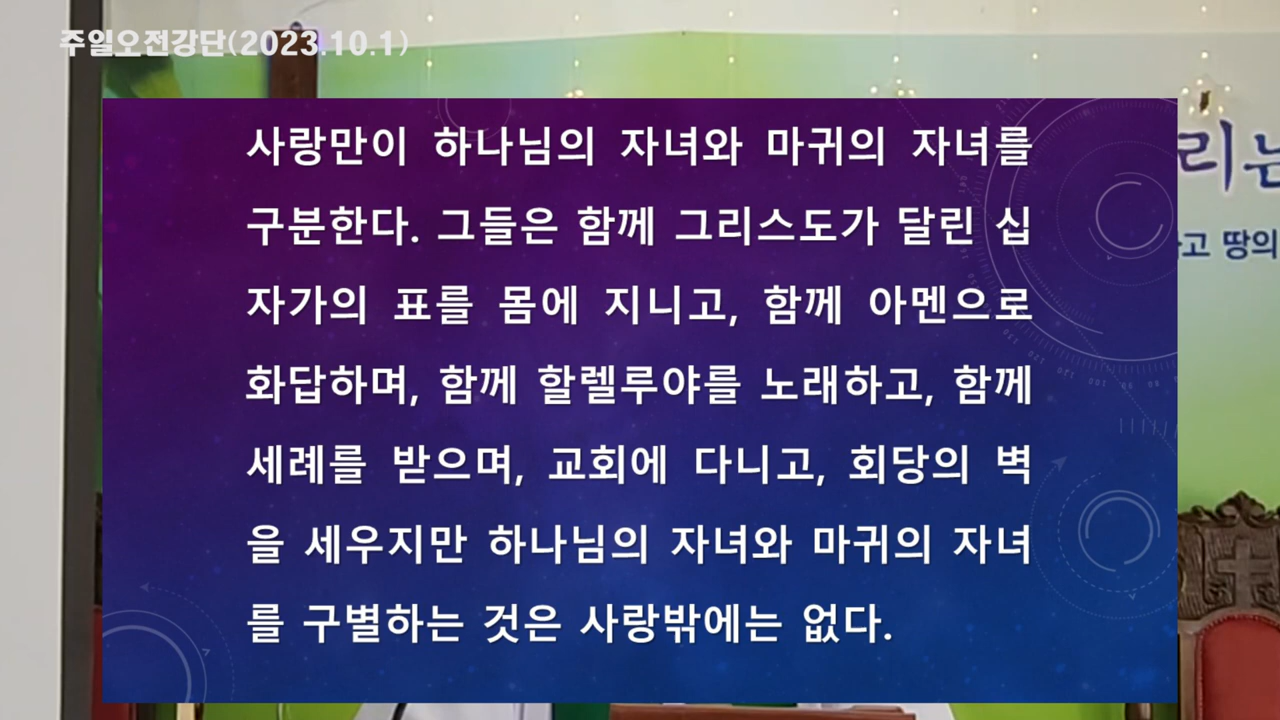 주일오전강단(2023.10.1)
사랑만이 하나님의 자녀와 마귀의 자녀를
구분한다. 그들은 함께 그리스도가 달린 십
자가의 표를 몸에 지니고, 함께 아멘으로
화답하며, 함께 할렐루야를 노래하고, 함께
세례를 받으며, 교회에 다니고, 회당의 벽
을 세우지만 하나님의 자녀와 마귀의 자녀
를 구별하는 것은 사랑밖에는 없다.
땅의